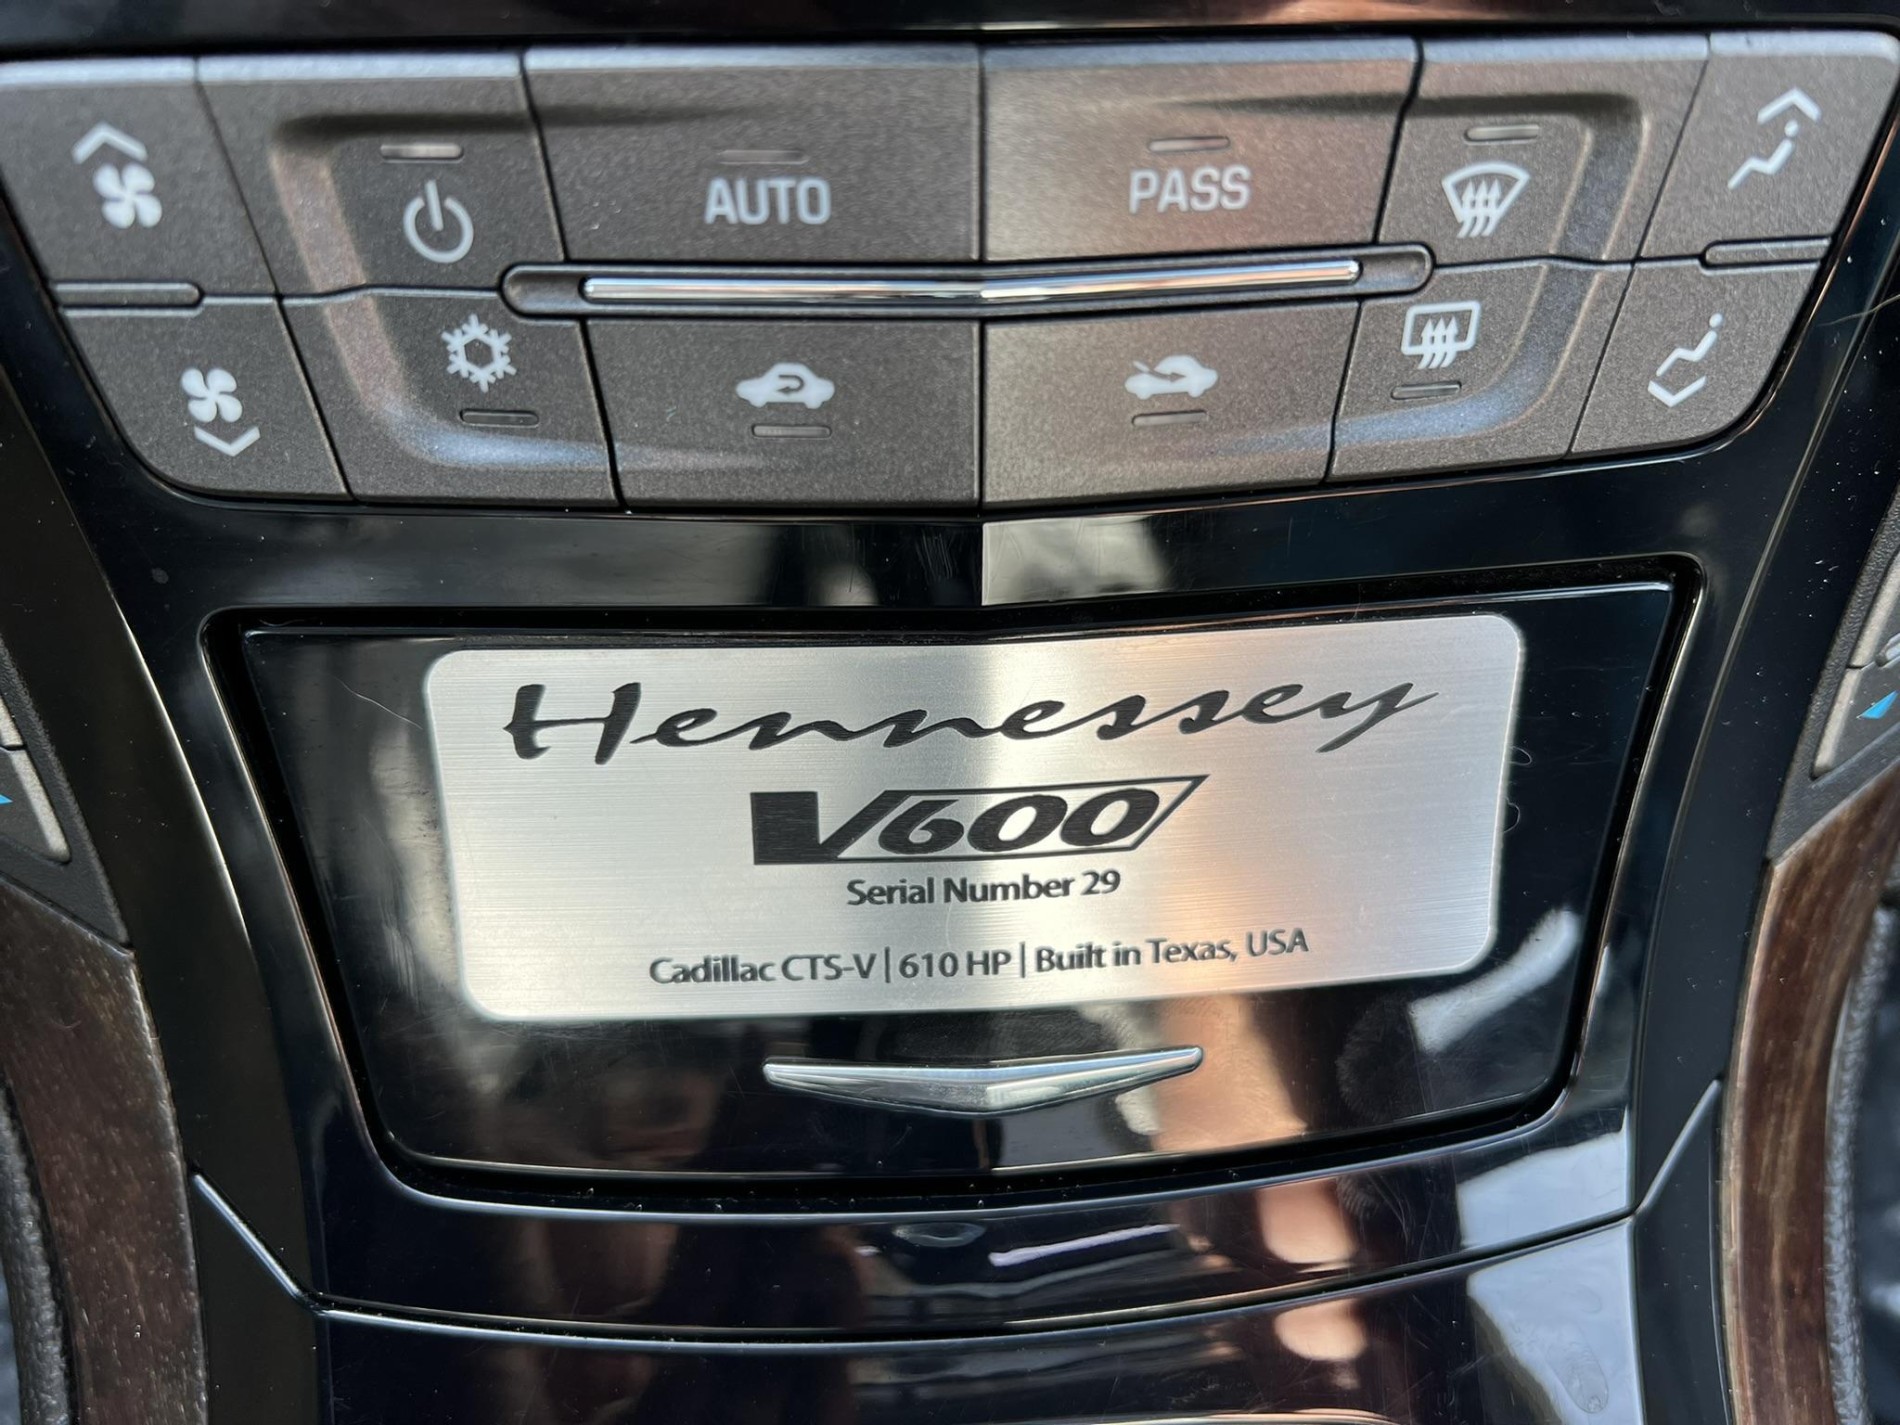 AUTO
PASS
Hennessey
V600
Serial Number 29
Cadillac CTS-V | 610 HP | Built in Texas, USA